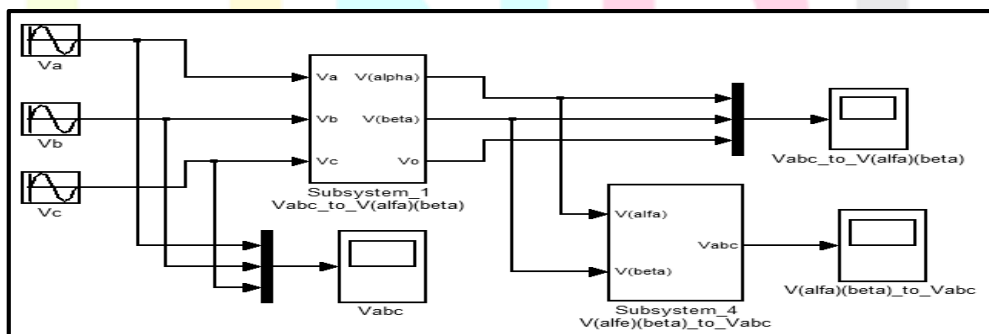 Va
Vb
Vc
Va
Vb
Vc
V(alpha)
V(beta)
Vo
Subsystem_1
Vabc_to_V(alfa)(beta)
Vabc
Vabc_to_V(alfa)(beta)
V(alfa)
V(beta)
Vabc
Subsystem_4
V(alfe)(beta)_to_Vabc
V(alfa)(beta)_to_Vabc